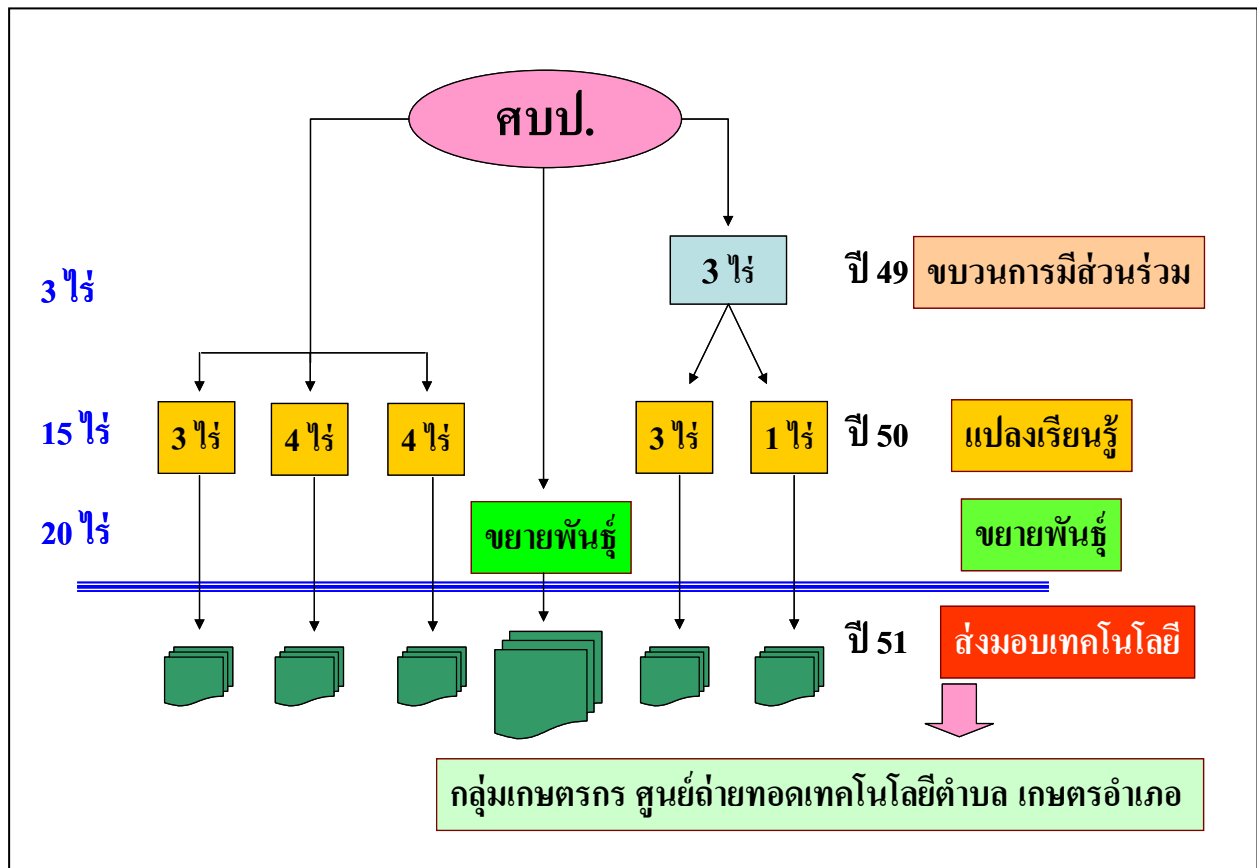 ศบป.
3 ไร่
3 ไร่
ปี 49
ขบวนการมีส่วนร่วม
15 ไร่
3 ไร่
4 ไร่
4 ไร่
3 ไร่
1 ไร่
ปี 50
แปลงเรียนรู้
20 ไร่
ขยายพันธุ์
ขยายพันธุ์
ปี 51
ส่งมอบเทคโนโลยี
กลุ่มเกษตรกร ศูนย์ถ่ายทอดเทคโนโลยีตำบล เกษตรอำเภอ